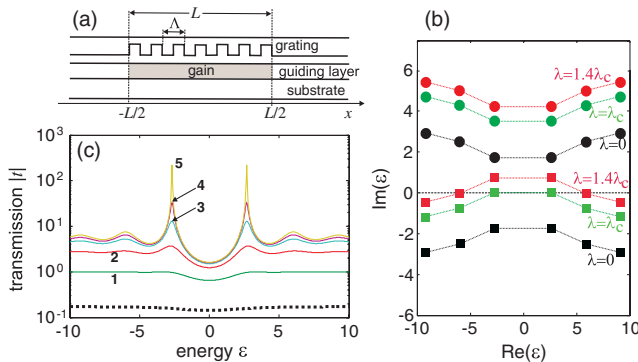 (a)
L
Λ
grating
gain
guiding layer
substrate
-L/2
L/2
x
(c)
transmission |t|
10³
10²
10¹
10⁰
10⁻¹
5
4
3
2
1
-10
-5
0
5
10
energy ε
(b)
Im(ε)
6
4
2
0
-2
-4
-6
λ=1.4λc
λ=λc
λ=0
λ=1.4λc
λ=λc
λ=0
-10
-5
0
5
10
Re(ε)